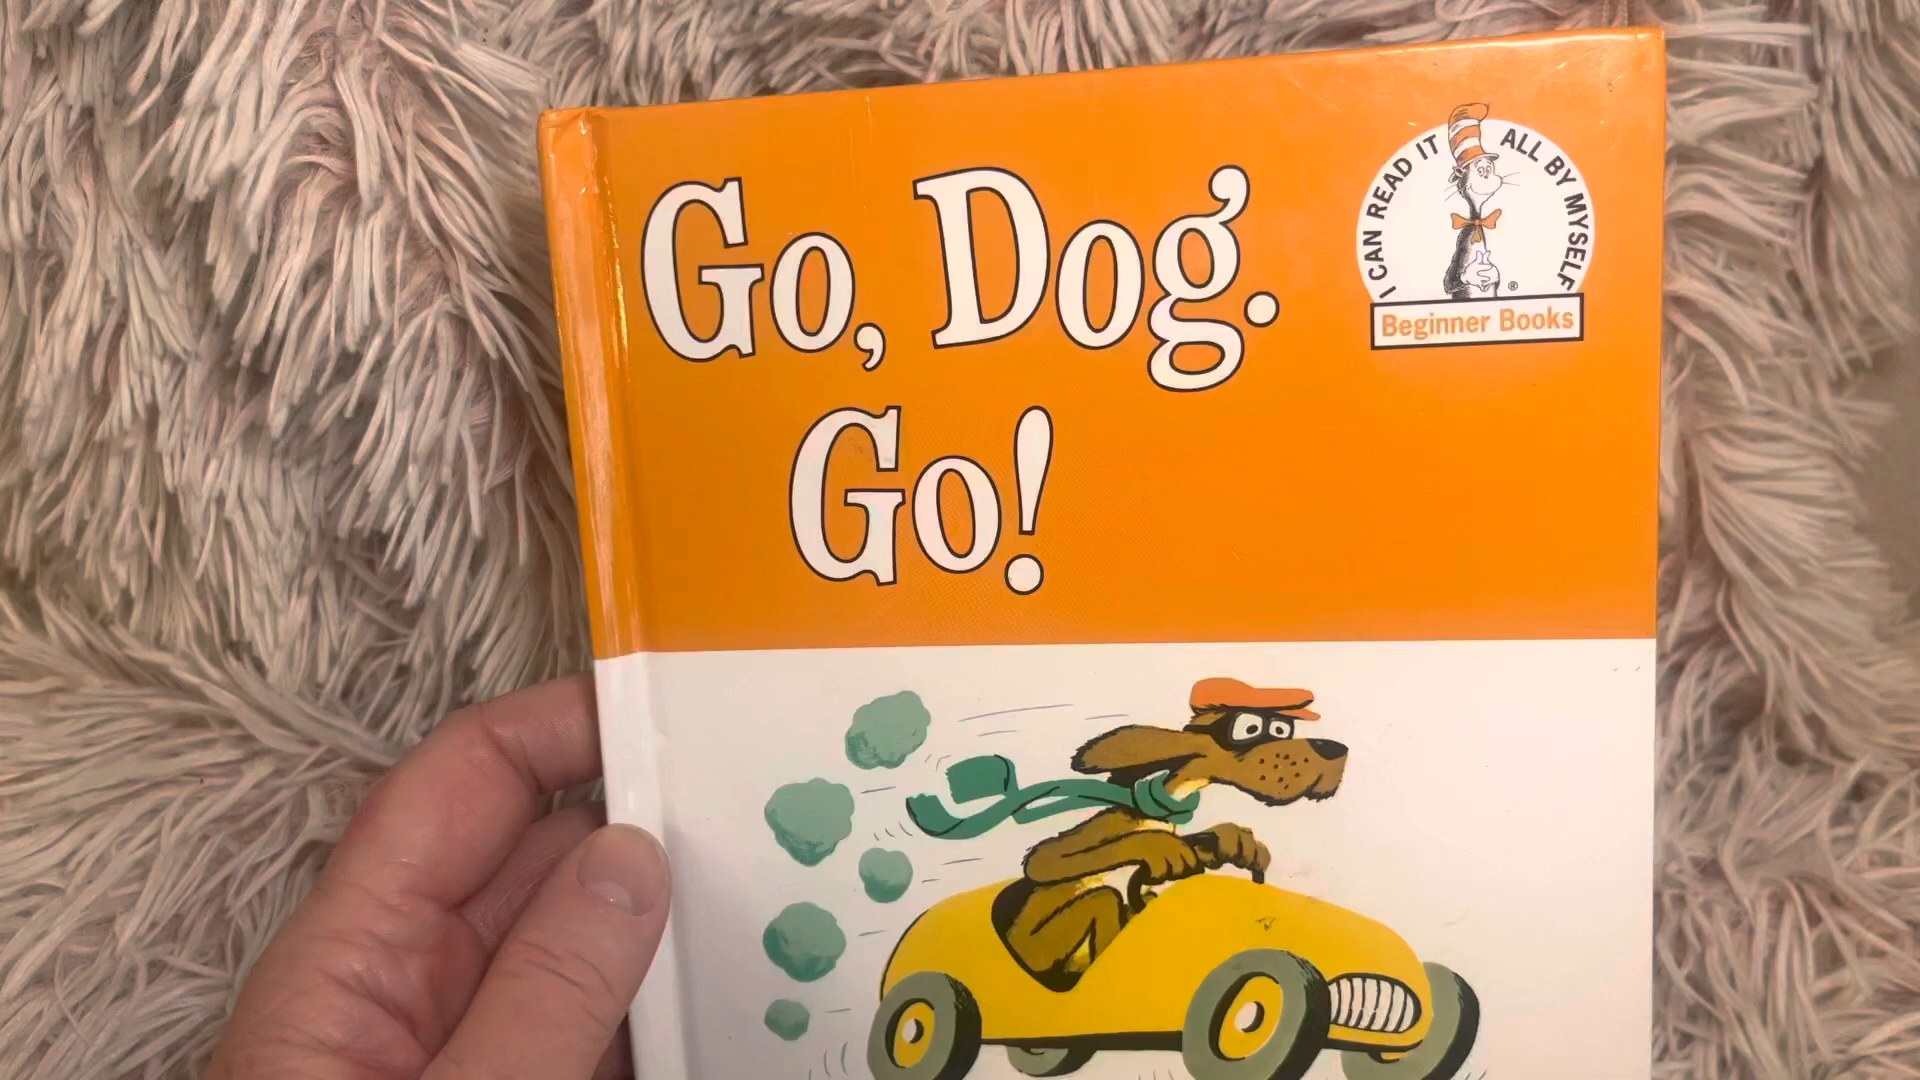 Go, Dog.
Go!
I CAN READ IT ALL BY MYSELF
®
Beginner Books